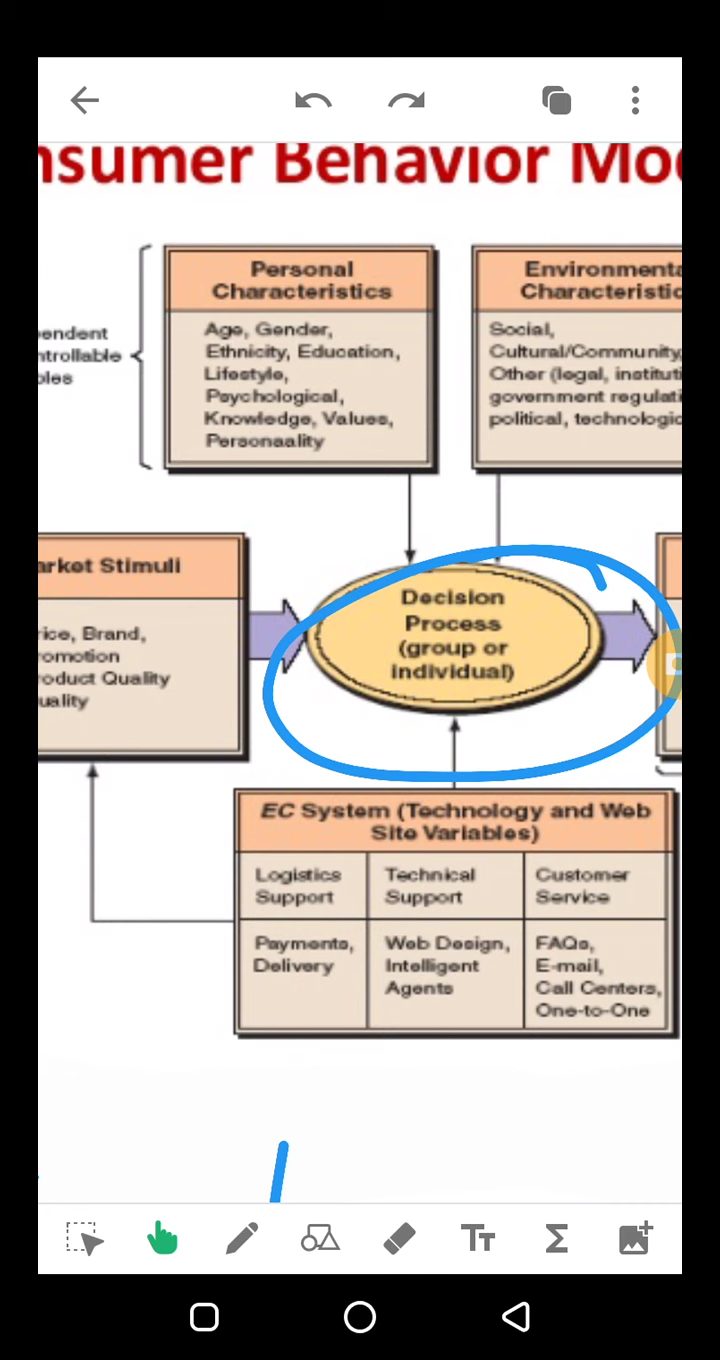 nsumer Behavior Mo
Personal
Characteristics
Age, Gender,
Ethnicity, Education,
Lifestyle,
Psychological,
Knowledge, Values,
Personaality
Environmenta
Characteristic
Social,
Cultural/Community,
Other (legal, instituti
government regulati
political, technologic
endent
ntrollable
bles
arket Stimuli
rice, Brand,
romotion
roduct Quality
uality
Decision
Process
(group or
individual)
EC System (Technology and Web
Site Variables)
Logistics
Support
Technical
Support
Customer
Service
Payments,
Delivery
Web Design,
Intelligent
Agents
FAQs,
E-mail,
Call Centers,
One-to-One